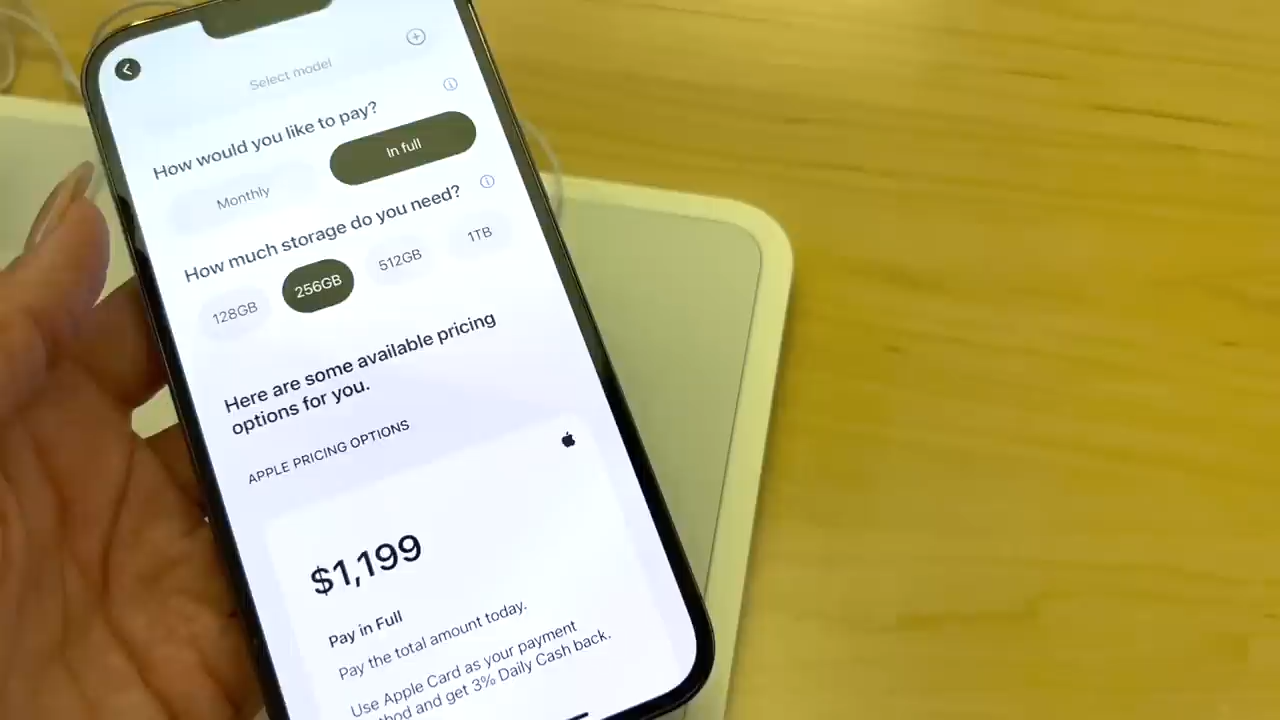 Select model
How would you like to pay?
Monthly
In full
How much storage do you need?
128GB
256GB
512GB
1TB
Here are some available pricing
options for you.
APPLE PRICING OPTIONS
$1,199
Pay in Full
Pay the total amount today.
Use Apple Card as your payment
and get 3% Daily Cash back.